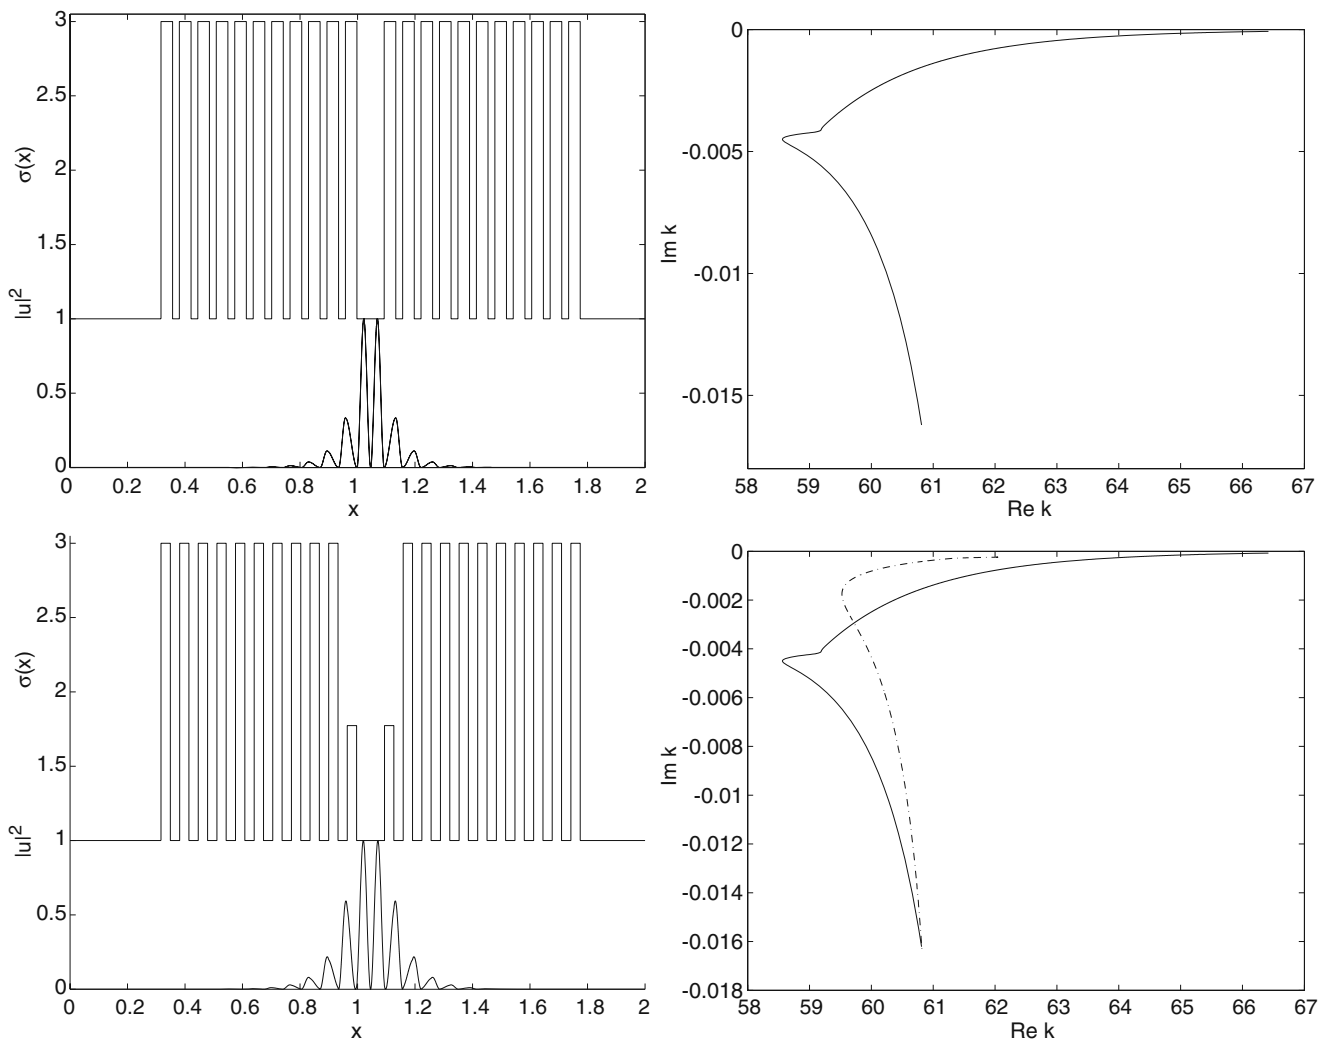 3
2.5
2
1.5
1
0.5
0
σ(x)
|u|²
0 0.2 0.4 0.6 0.8 1 1.2 1.4 1.6 1.8 2
x
0
-0.005
-0.01
-0.015
Im k
58 59 60 61 62 63 64 65 66 67
Re k
3
2.5
2
1.5
1
0.5
0
σ(x)
|u|²
0 0.2 0.4 0.6 0.8 1 1.2 1.4 1.6 1.8 2
x
0
-0.002
-0.004
-0.006
-0.008
-0.01
-0.012
-0.014
-0.016
-0.018
Im k
58 59 60 61 62 63 64 65 66 67
Re k